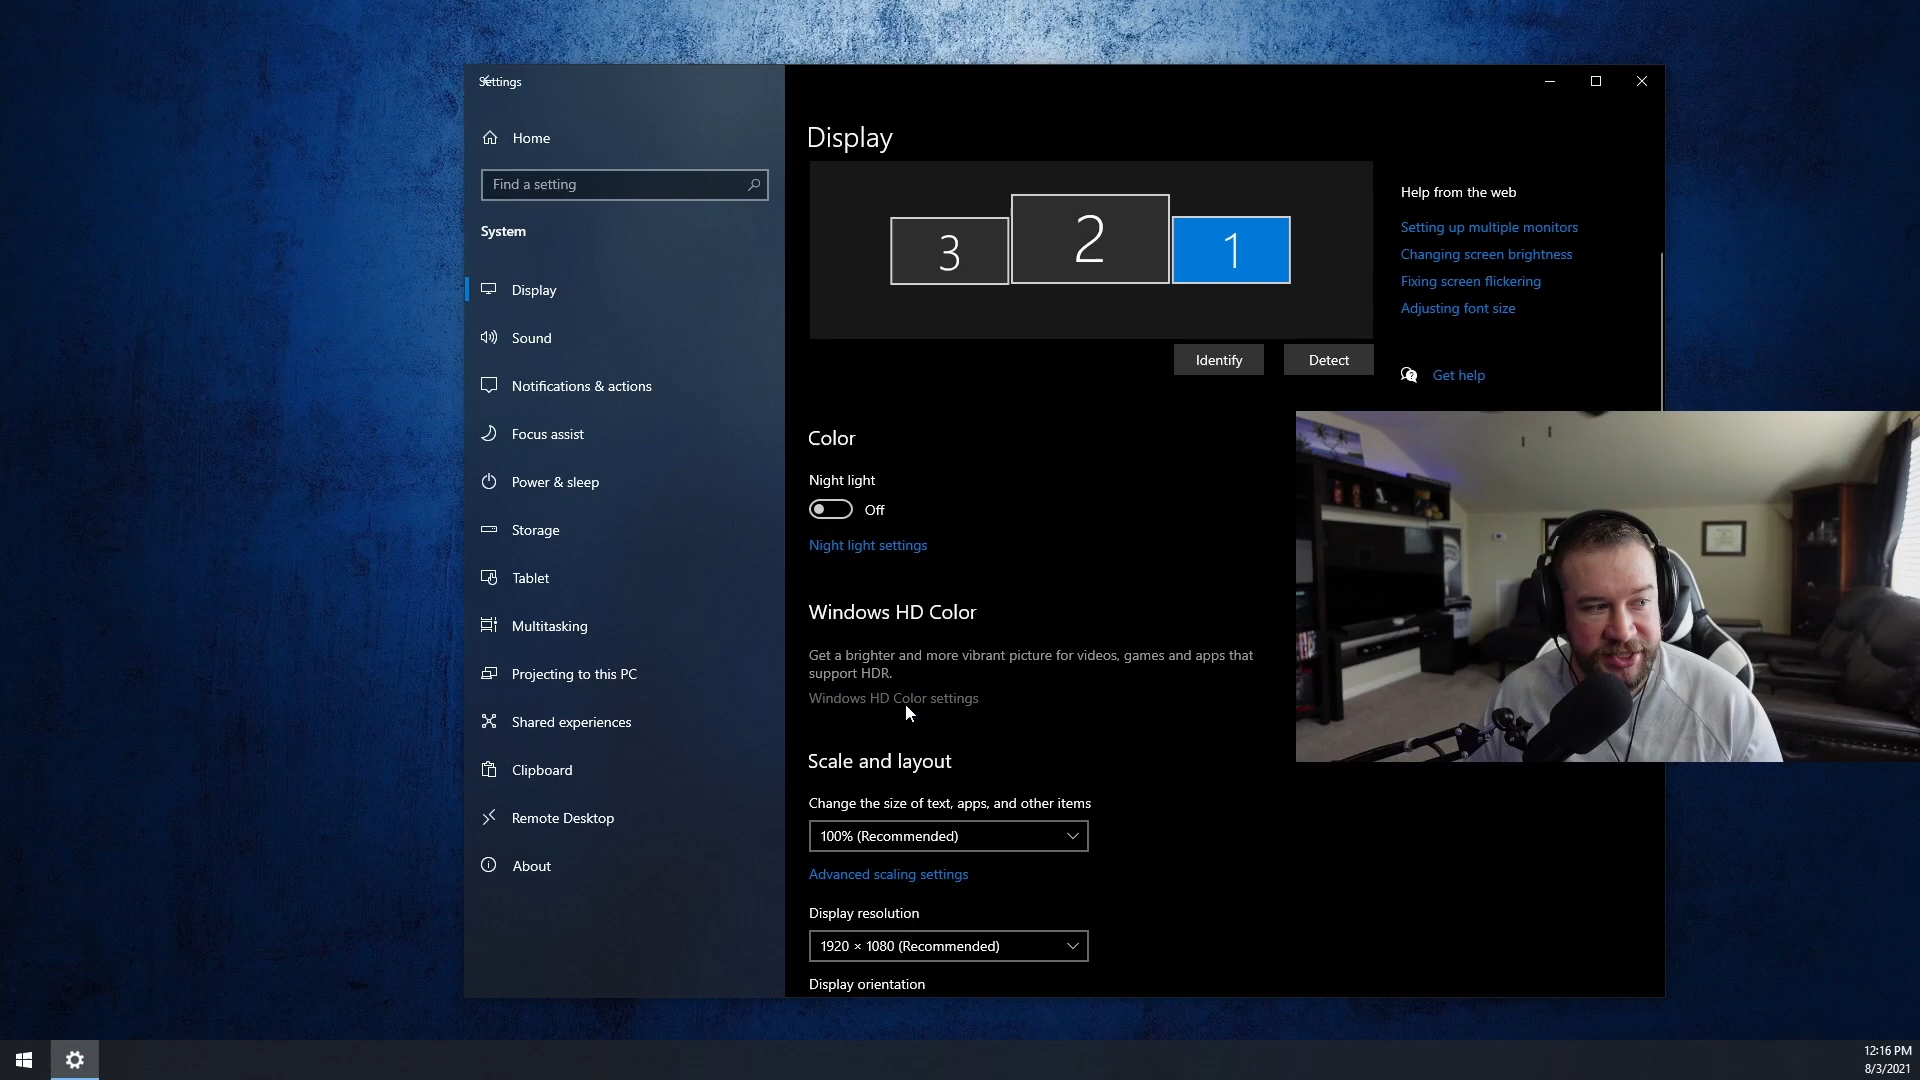 Settings
Home
Find a setting
System
Display
Sound
Notifications & actions
Focus assist
Power & sleep
Storage
Tablet
Multitasking
Projecting to this PC
Shared experiences
Clipboard
Remote Desktop
About
Display
3
2
1
Identify
Detect
Color
Night light
Off
Night light settings
Windows HD Color
Get a brighter and more vibrant picture for videos, games and apps that
support HDR.
Windows HD Color settings
Scale and layout
Change the size of text, apps, and other items
100% (Recommended)
Advanced scaling settings
Display resolution
1920 × 1080 (Recommended)
Display orientation
Help from the web
Setting up multiple monitors
Changing screen brightness
Fixing screen flickering
Adjusting font size
Get help
12:16 PM
8/3/2021